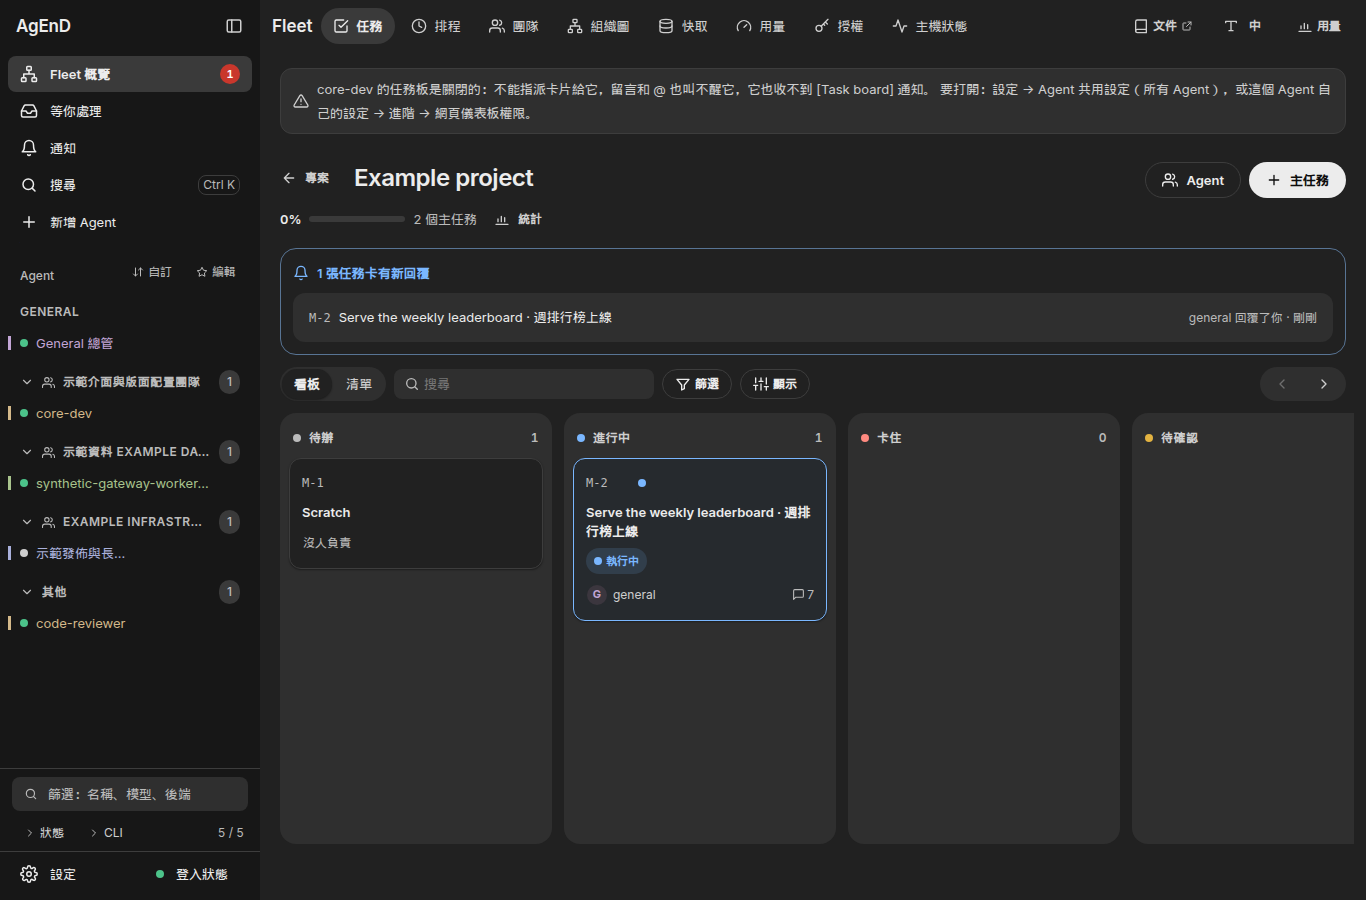 AgEnD
Fleet 概覽 1
等你處理
通知
搜尋 Ctrl K
新增 Agent
Agent 自訂 編輯
GENERAL
General 總管
示範介面與版面配置團隊 1
core-dev
示範資料 EXAMPLE DA... 1
synthetic-gateway-worker...
EXAMPLE INFRASTR... 1
示範發佈與長...
其他 1
code-reviewer
篩選：名稱、模型、後端
狀態 CLI 5 / 5
設定 登入狀態
Fleet 任務 排程 團隊 組織圖 快取 用量 授權 主機狀態 文件 中 用量
core-dev 的任務板是關閉的：不能指派卡片給它，留言和 @ 也叫不醒它，它也收不到 [Task board] 通知。 要打開：設定 → Agent 共用設定（所有 Agent），或這個 Agent 自
己的設定 → 進階 → 網頁儀表板權限。
專案 Example project Agent 主任務
0% 2 個主任務 統計
1 張任務卡有新回覆
M-2 Serve the weekly leaderboard · 週排行榜上線 general 回覆了你 · 剛剛
看板 清單 搜尋 篩選 顯示
待辦 1
M-1
Scratch
沒人負責
進行中 1
M-2
Serve the weekly leaderboard · 週排
行榜上線
執行中
G general 7
卡住 0
待確認